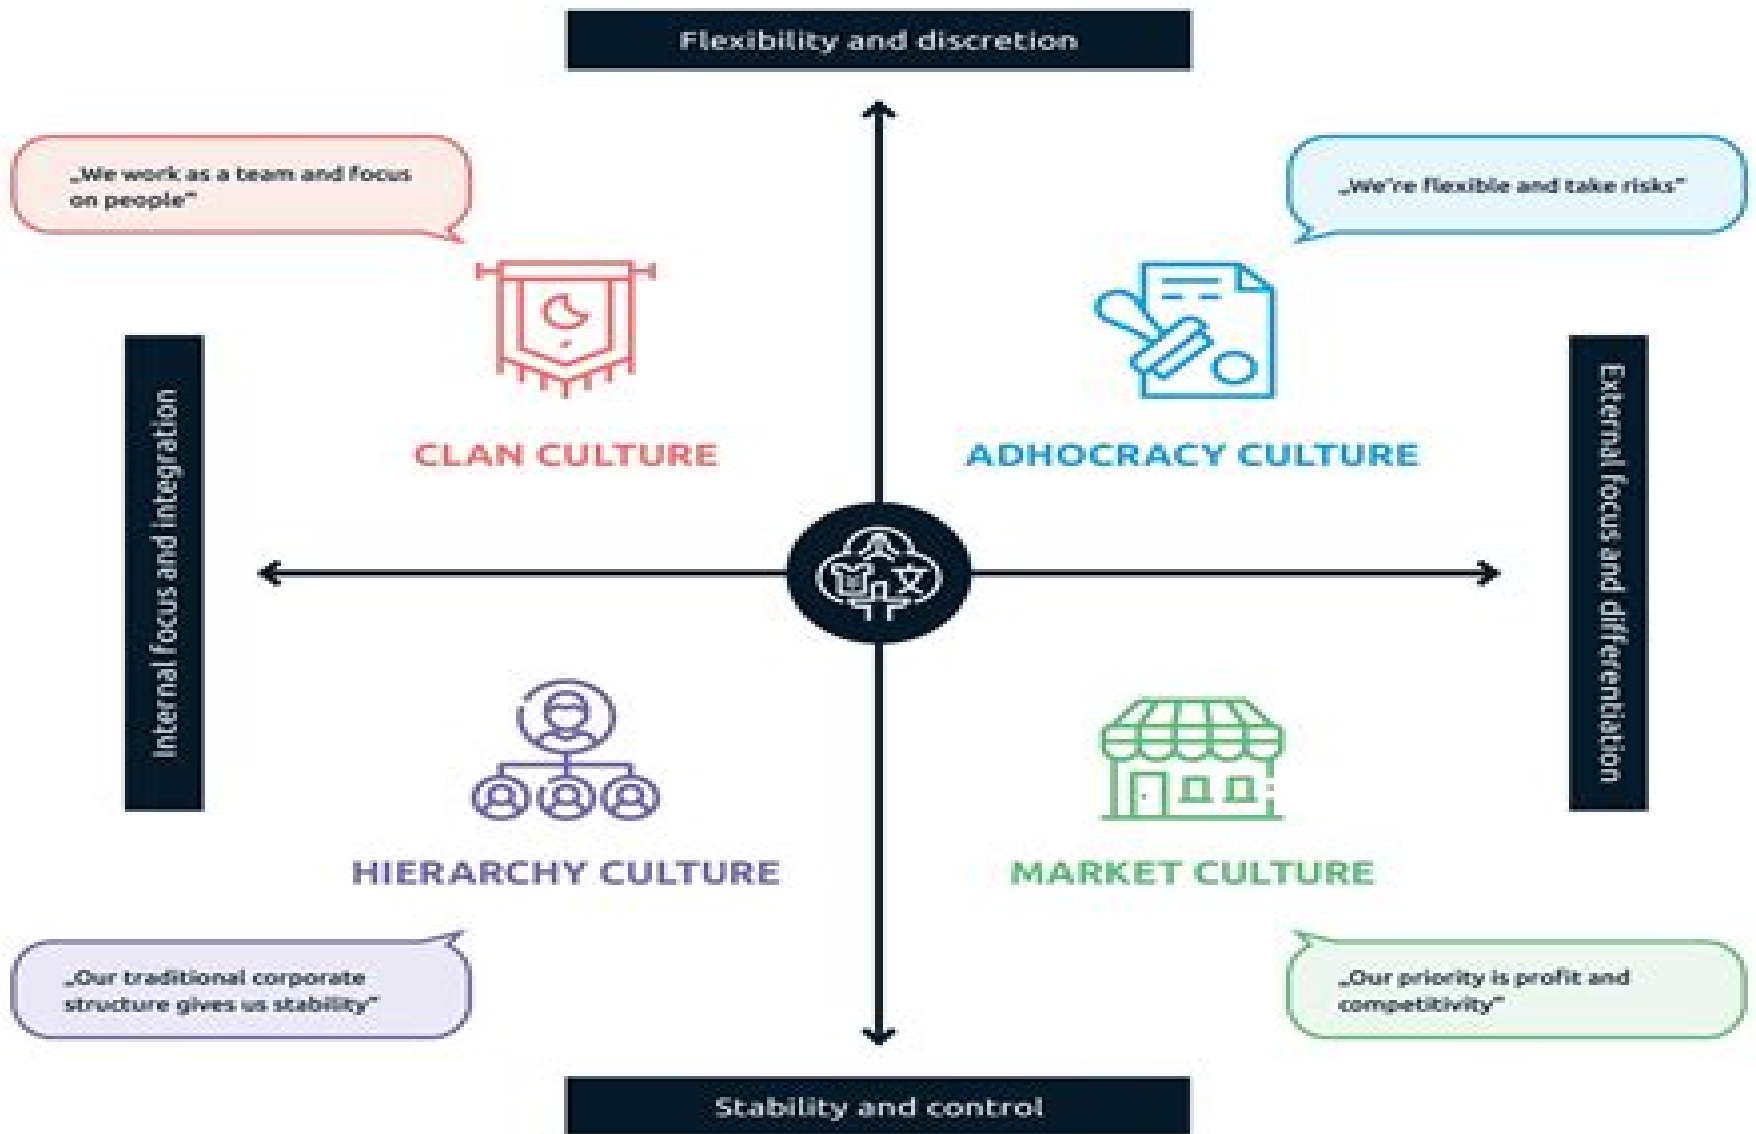 Flexibility and discretion
„We work as a team and focus
on people”
„We're flexible and take risks”
CLAN CULTURE
ADHOCRACY CULTURE
Internal focus and integration
External focus and differentiation
文
HIERARCHY CULTURE
MARKET CULTURE
„Our traditional corporate
structure gives us stability”
„Our priority is profit and
competitivity”
Stability and control